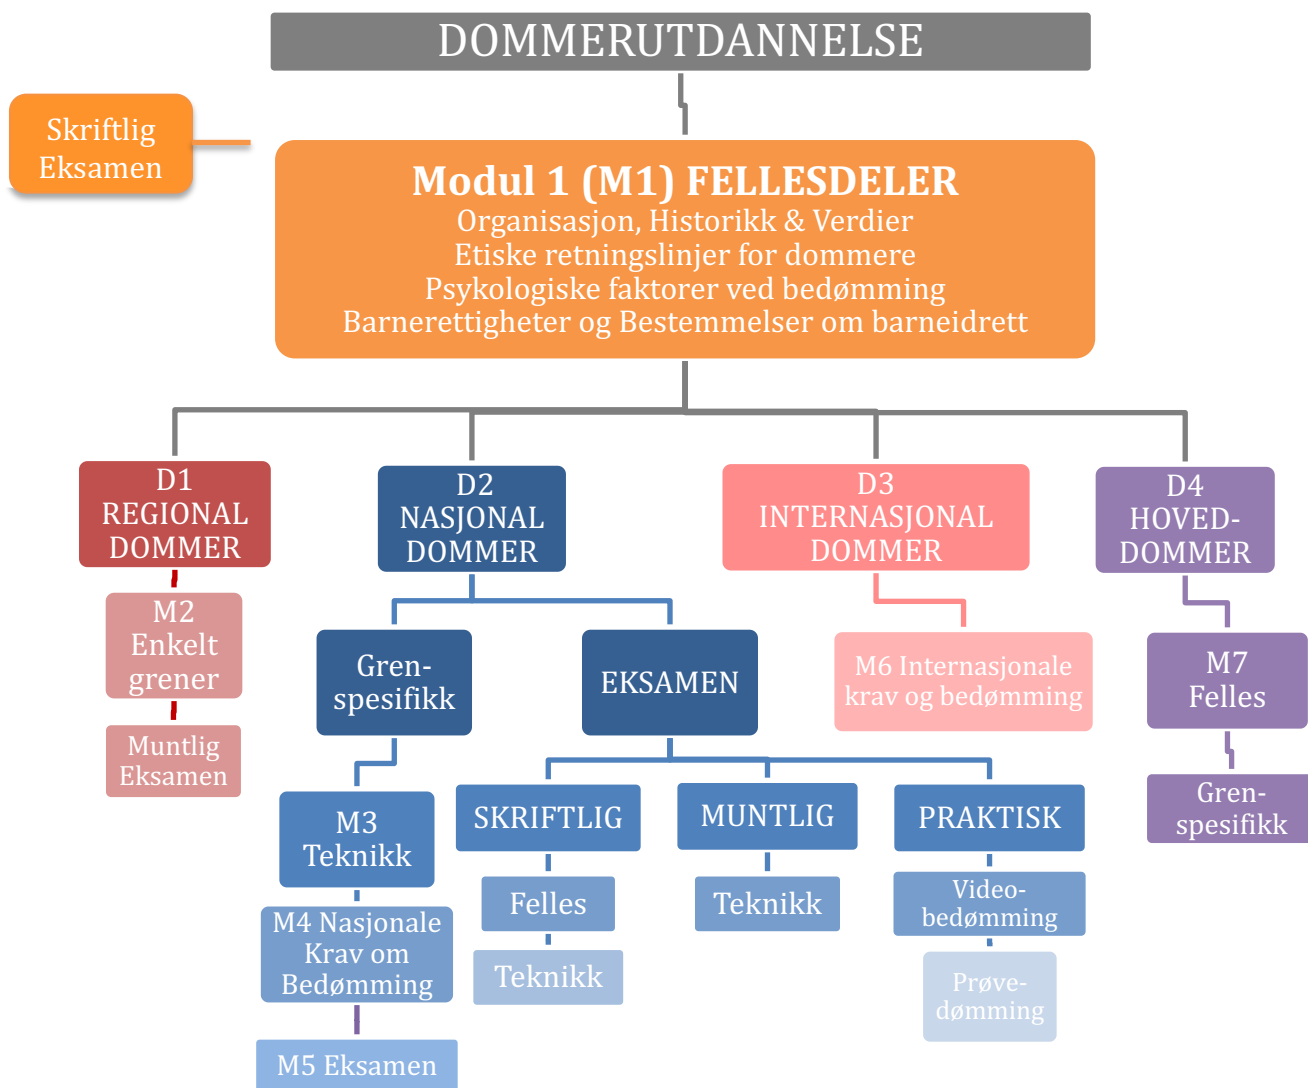 DOMMERUTDANNELSE
Skriftlig
Eksamen
Modul 1 (M1) FELLESDELER
Organisasjon, Historikk & Verdier
Etiske retningslinjer for dommere
Psykologiske faktorer ved bedømming
Barnerettigheter og Bestemmelser om barneidrett
D1
REGIONAL
DOMMER
D2
NASJONAL
DOMMER
D3
INTERNASJONAL
DOMMER
D4
HOVED-
DOMMER
M2
Enkelt
grener
Muntlig
Eksamen
Gren-
spesifikk
EKSAMEN
M6 Internasjonale
krav og bedømming
M7
Felles
Gren-
spesifikk
M3
Teknikk
M4 Nasjonale
Krav om
Bedømming
M5 Eksamen
SKRIFTLIG
Felles
Teknikk
MUNTLIG
Teknikk
PRAKTISK
Video-
bedømming
Prøve-
dømming